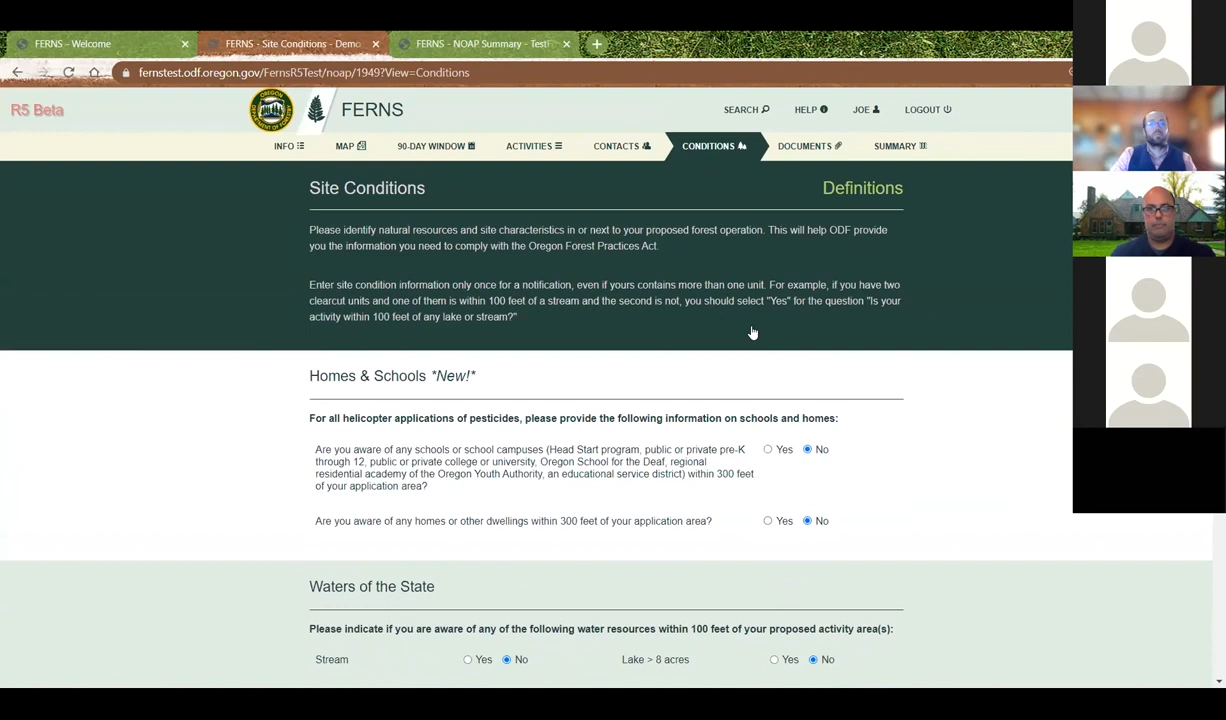 FERNS - Welcome
FERNS - Site Conditions - Demo
FERNS - NOAP Summary - TestF
fernstest.odf.oregon.gov/FernsR5Test/noap/1949?View=Conditions
R5 Beta
FERNS
SEARCH
HELP
JOE
LOGOUT
INFO
MAP
90-DAY WINDOW
ACTIVITIES
CONTACTS
CONDITIONS
DOCUMENTS
SUMMARY
Site Conditions
Definitions
Please identify natural resources and site characteristics in or next to your proposed forest operation. This will help ODF provide
you the information you need to comply with the Oregon Forest Practices Act.
Enter site condition information only once for a notification, even if yours contains more than one unit. For example, if you have two
clearcut units and one of them is within 100 feet of a stream and the second is not, you should select "Yes" for the question "Is your
activity within 100 feet of any lake or stream?"
Homes & Schools *New!*
For all helicopter applications of pesticides, please provide the following information on schools and homes:
Are you aware of any schools or school campuses (Head Start program, public or private pre-K
through 12, public or private college or university, Oregon School for the Deaf, regional
residential academy of the Oregon Youth Authority, an educational service district) within 300 feet
of your application area?
Yes No
Are you aware of any homes or other dwellings within 300 feet of your application area?
Yes No
Waters of the State
Please indicate if you are aware of any of the following water resources within 100 feet of your proposed activity area(s):
Stream Yes No
Lake > 8 acres Yes No